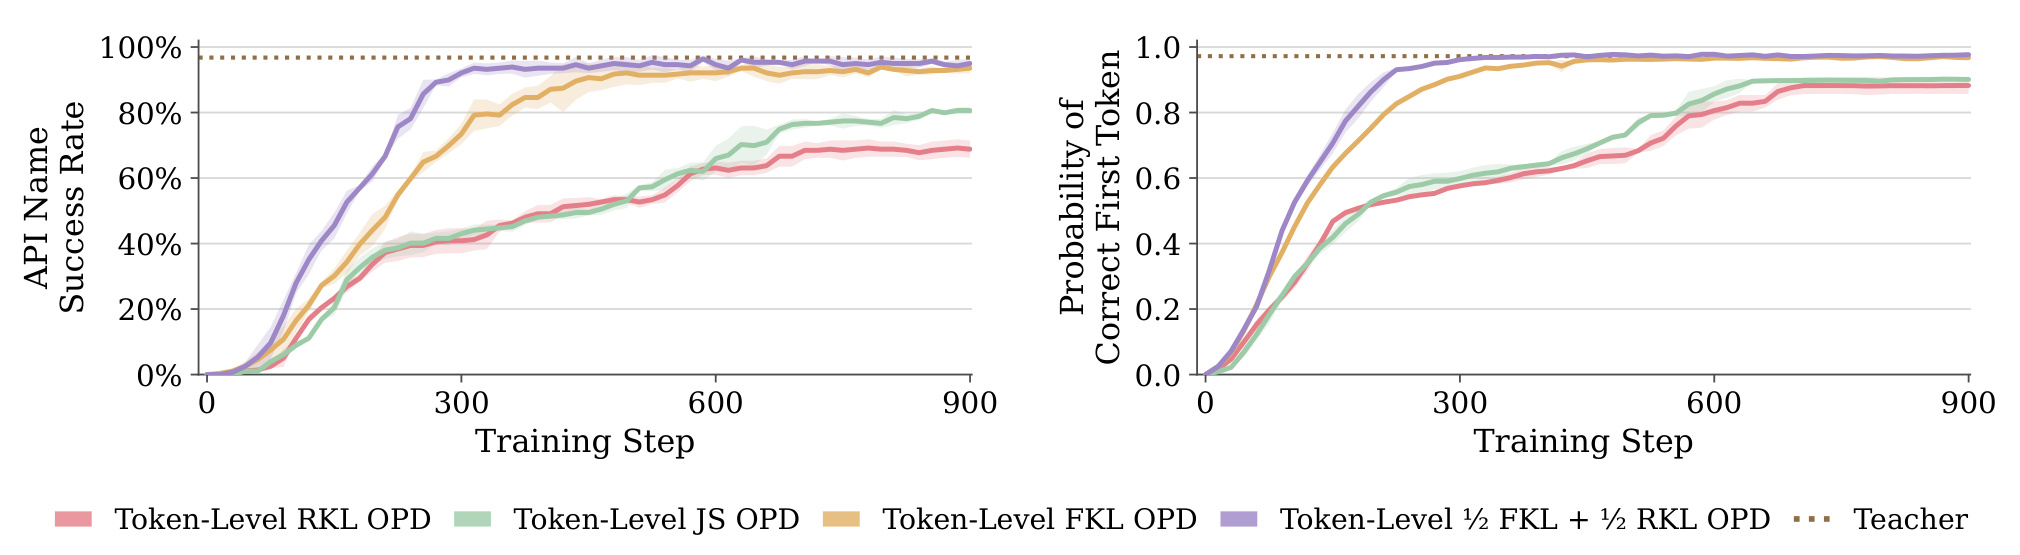 API Name
Success Rate
100%
80%
60%
40%
20%
0%
0 300 600 900
Training Step
Probability of
Correct First Token
1.0
0.8
0.6
0.4
0.2
0.0
0 300 600 900
Training Step
Token-Level RKL OPD Token-Level JS OPD Token-Level FKL OPD Token-Level ½ FKL + ½ RKL OPD Teacher